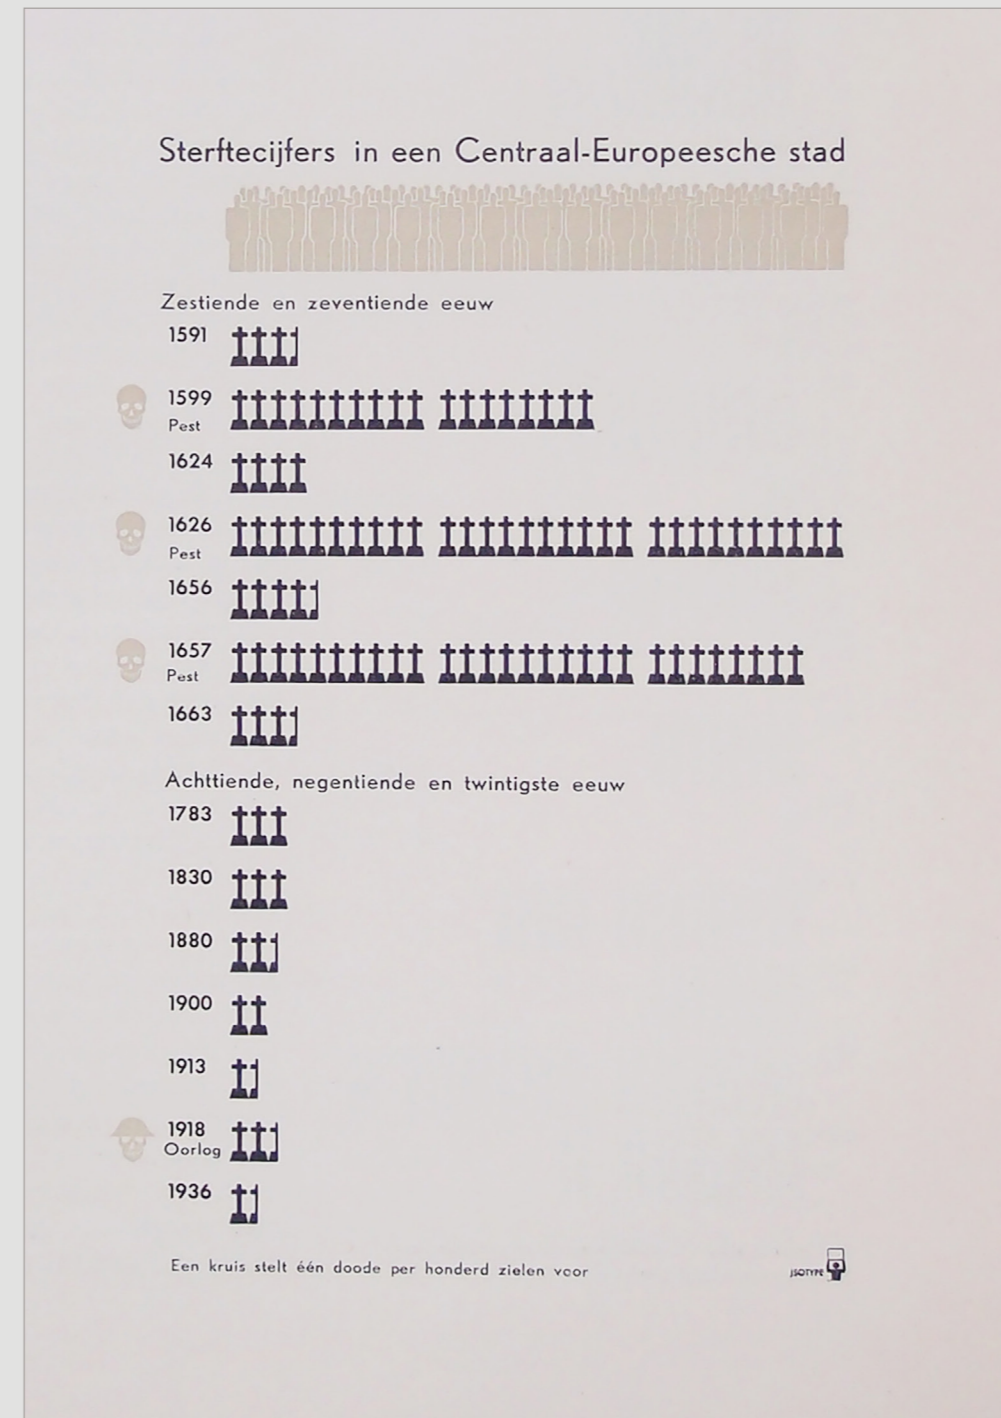 Sterftecijfers in een Centraal-Europeesche stad
Zestiende en zeventiende eeuw
1591
1599
Pest
1624
1626
Pest
1656
1657
Pest
1663
Achttiende, negentiende en twintigste eeuw
1783
1830
1880
1900
1913
1918
Oorlog
1936
Een kruis stelt één doode per honderd zielen voor
ISOTYPE